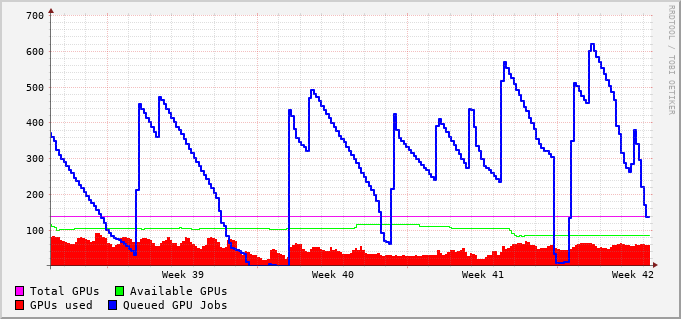 700
600
500
400
300
200
100
Week 39 Week 40 Week 41 Week 42
Total GPUs Available GPUs
GPUs used Queued GPU Jobs
RRDTOOL / TOBI OETIKER